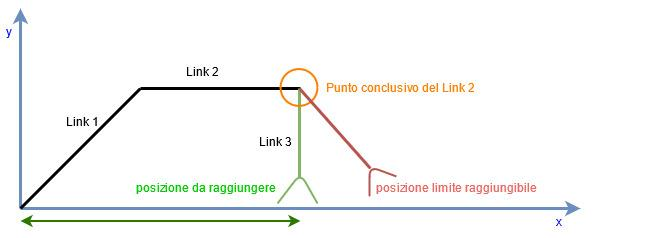 y
Link 2
Punto conclusivo del Link 2
Link 1
Link 3
posizione da raggiungere
posizione limite raggiungibile
x